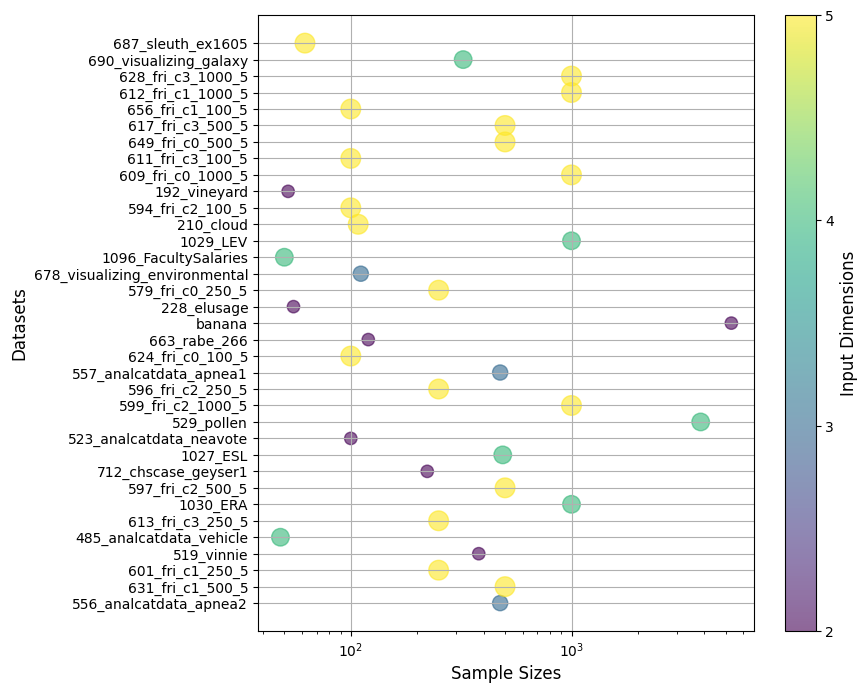 687_sleuth_ex1605
690_visualizing_galaxy
628_fri_c3_1000_5
612_fri_c1_1000_5
656_fri_c1_100_5
617_fri_c3_500_5
649_fri_c0_500_5
611_fri_c3_100_5
609_fri_c0_1000_5
192_vineyard
594_fri_c2_100_5
210_cloud
1029_LEV
1096_FacultySalaries
678_visualizing_environmental
579_fri_c0_250_5
228_elusage
banana
663_rabe_266
624_fri_c0_100_5
557_analcatdata_apnea1
596_fri_c2_250_5
599_fri_c2_1000_5
529_pollen
523_analcatdata_neavote
1027_ESL
712_chscase_geyser1
597_fri_c2_500_5
1030_ERA
613_fri_c3_250_5
485_analcatdata_vehicle
519_vinnie
601_fri_c1_250_5
631_fri_c1_500_5
556_analcatdata_apnea2
Datasets
10² 10³
Sample Sizes
5
4
3
2
Input Dimensions